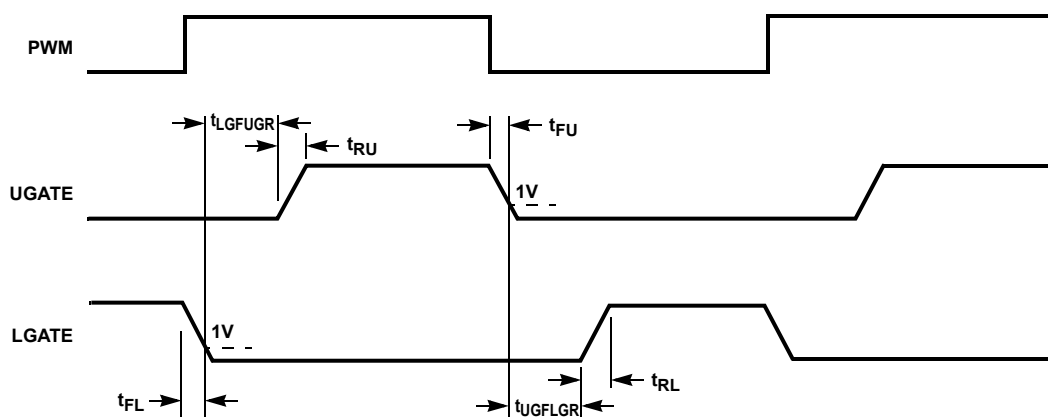 PWM
tLGFUGR
tFU
tRU
UGATE
1V
LGATE
1V
tFL
tRL
tUGFLGR